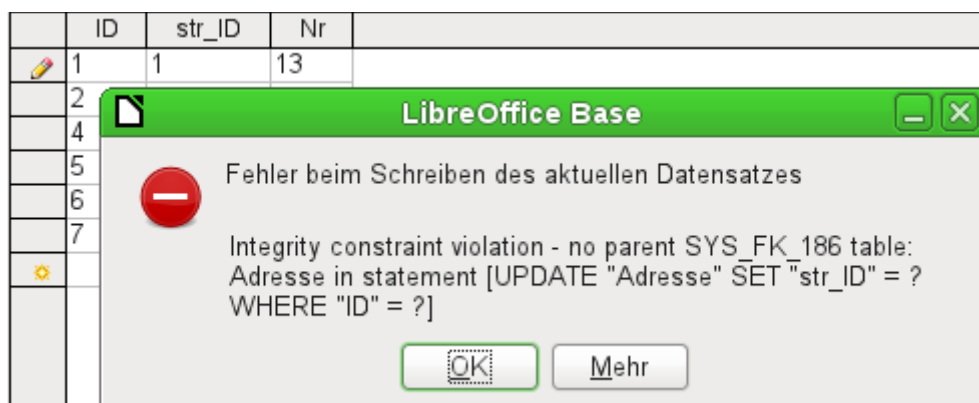 ID str_ID Nr
1 1 13
2
4
5
6
7
LibreOffice Base
Fehler beim Schreiben des aktuellen Datensatzes
Integrity constraint violation - no parent SYS_FK_186 table:
Adresse in statement [UPDATE "Adresse" SET "str_ID" = ?
WHERE "ID" = ?]
OK Mehr